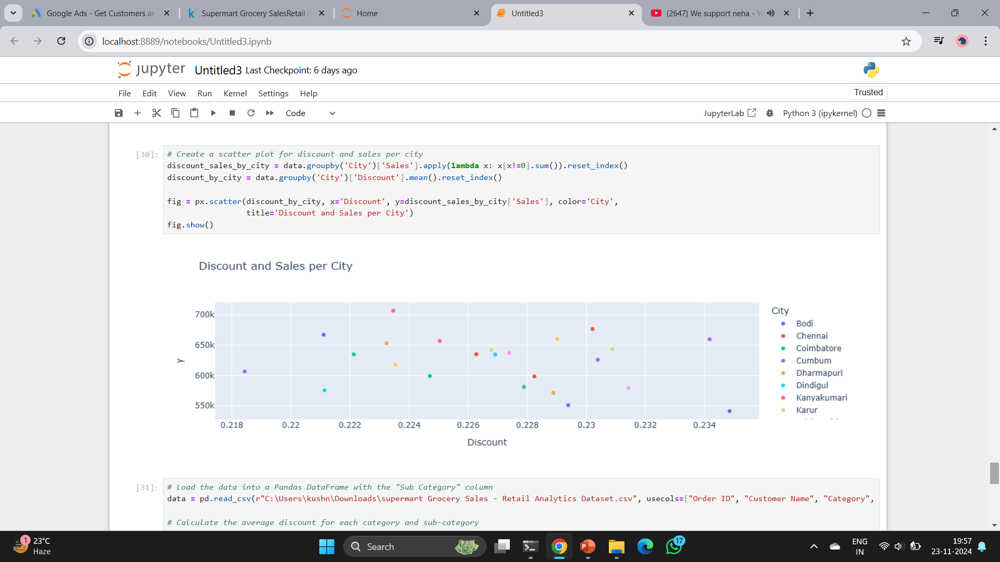 Google Ads - Get Customers an
Supermart Grocery SalesRetail A
Home
Untitled3
(2647) We support neha - Yo
localhost:8889/notebooks/Untitled3.ipynb
jupyter Untitled3 Last Checkpoint: 6 days ago
File Edit View Run Kernel Settings Help
Trusted
Code
JupyterLab
Python 3 (ipykernel)
[30]:
# Create a scatter plot for discount and sales per city
discount_sales_by_city = data.groupby('City')['Sales'].apply(lambda x: x[x!=0].sum()).reset_index()
discount_by_city = data.groupby('City')['Discount'].mean().reset_index()
fig = px.scatter(discount_by_city, x='Discount', y=discount_sales_by_city['Sales'], color='City',
title='Discount and Sales per City')
fig.show()
Discount and Sales per City
700k
650k
600k
550k
y
0.218 0.22 0.222 0.224 0.226 0.228 0.23 0.232 0.234
Discount
City
Bodi
Chennai
Coimbatore
Cumbum
Dharmapuri
Dindigul
Kanyakumari
Karur
[31]:
# Load the data into a Pandas DataFrame with the "Sub Category" column
data = pd.read_csv(r"C:\Users\kushn\Downloads\supermart Grocery Sales - Retail Analytics Dataset.csv", usecols=["Order ID", "Customer Name", "Category",
# Calculate the average discount for each category and sub-category
1
23°C
Haze
Search
17
ENG
IN
19:57
23-11-2024